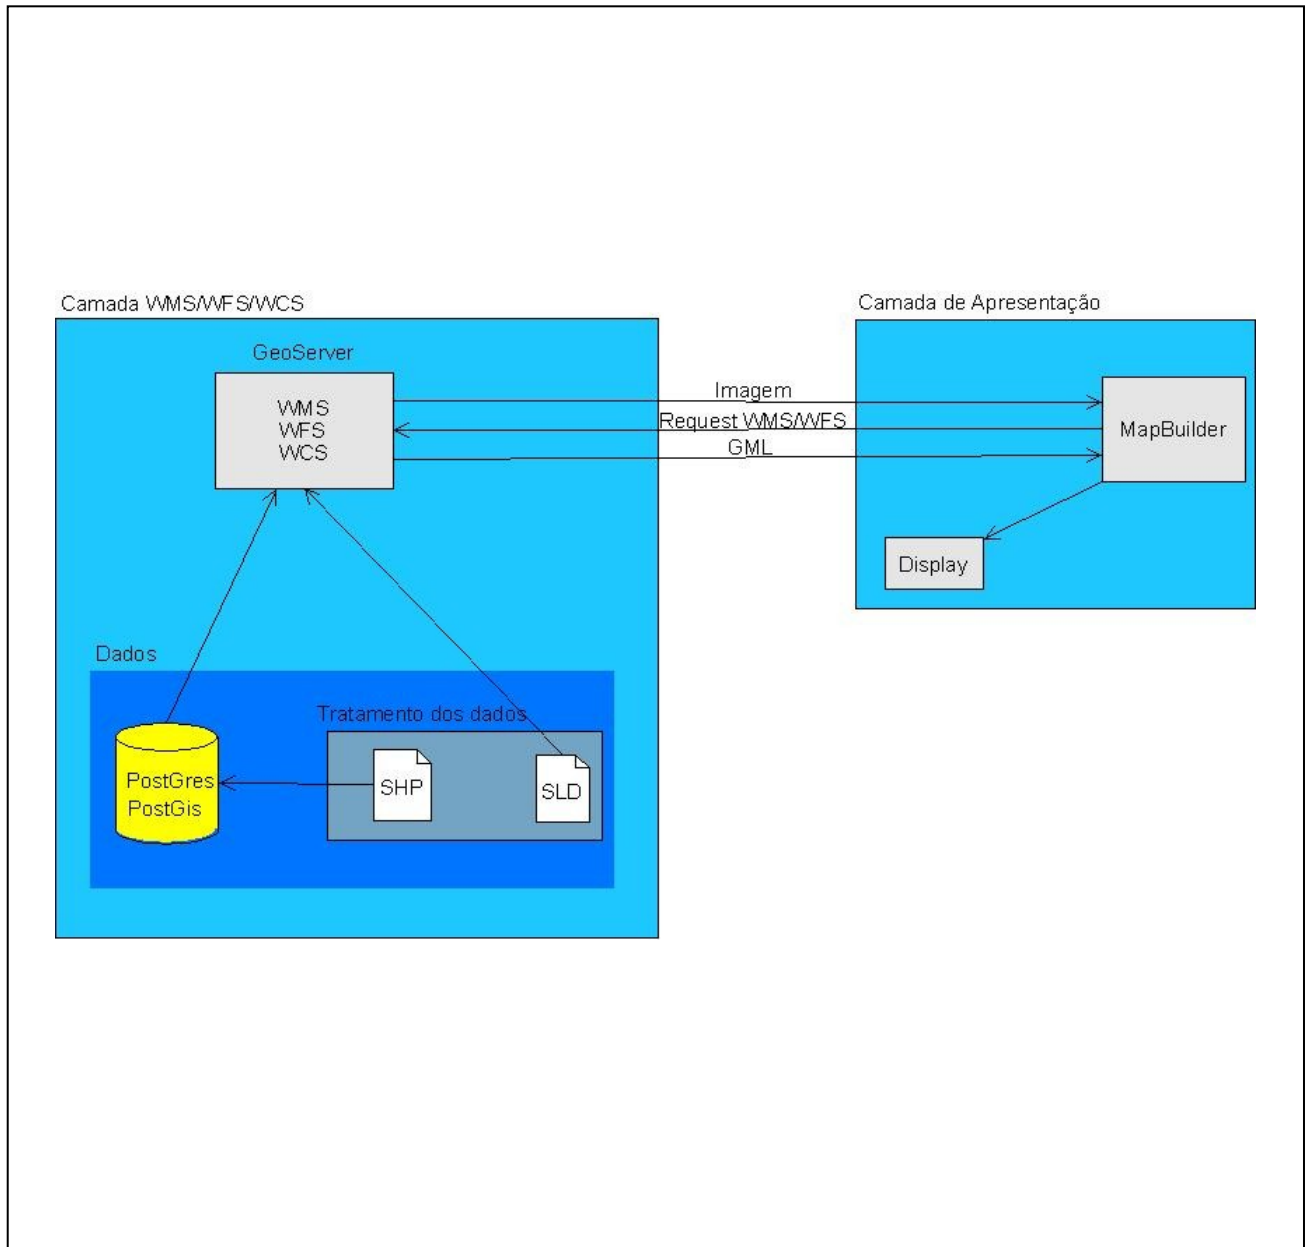 Camada WMS/WFS/WCS
GeoServer
WMS
WFS
WCS
Imagem
Request WMS/WFS
GML
Camada de Apresentação
MapBuilder
Display
Dados
Tratamento dos dados
PostGres
PostGis
SHP
SLD